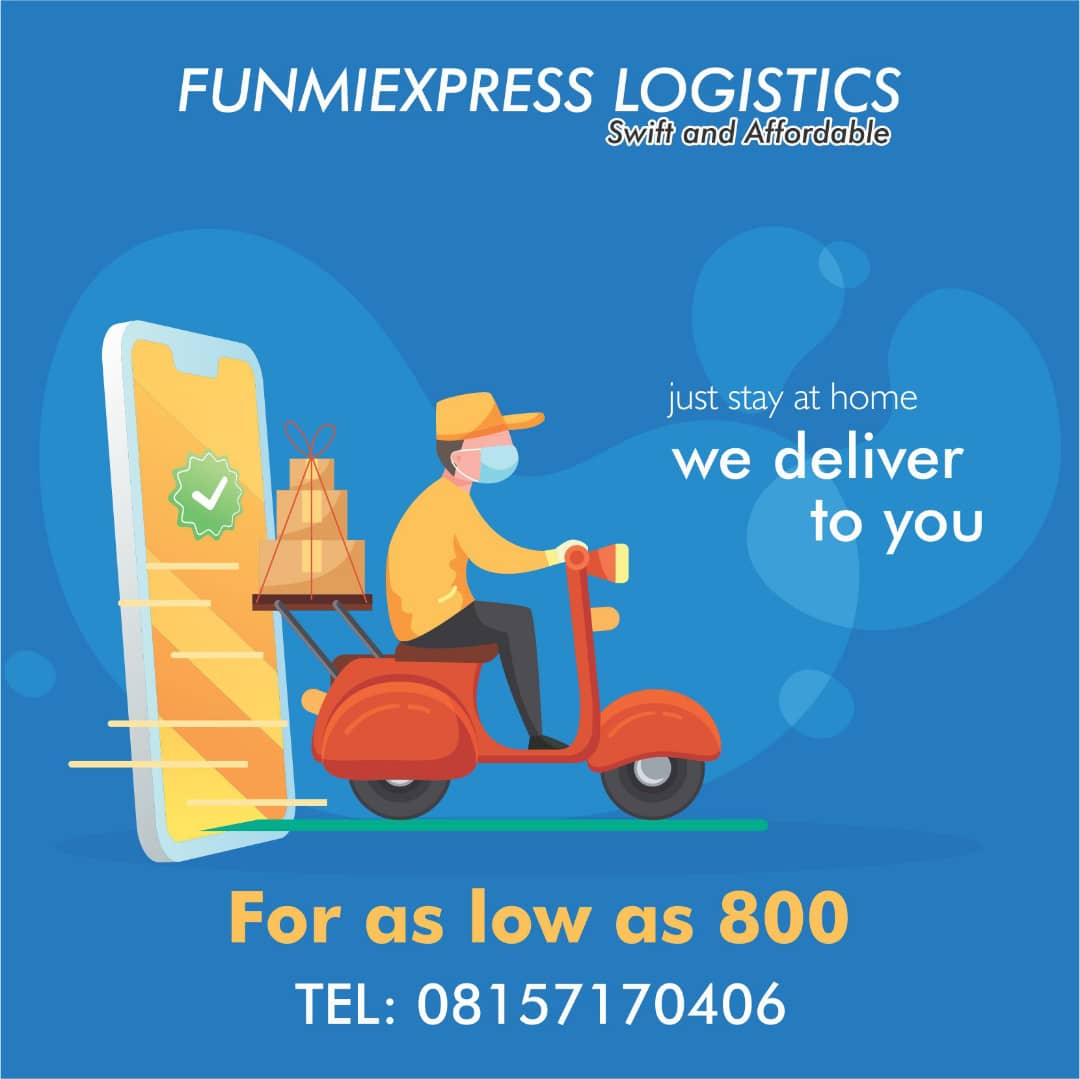 FUNMIEXPRESS LOGISTICS
Swift and Affordable
just stay at home
we deliver
to you
For as low as 800
TEL: 08157170406